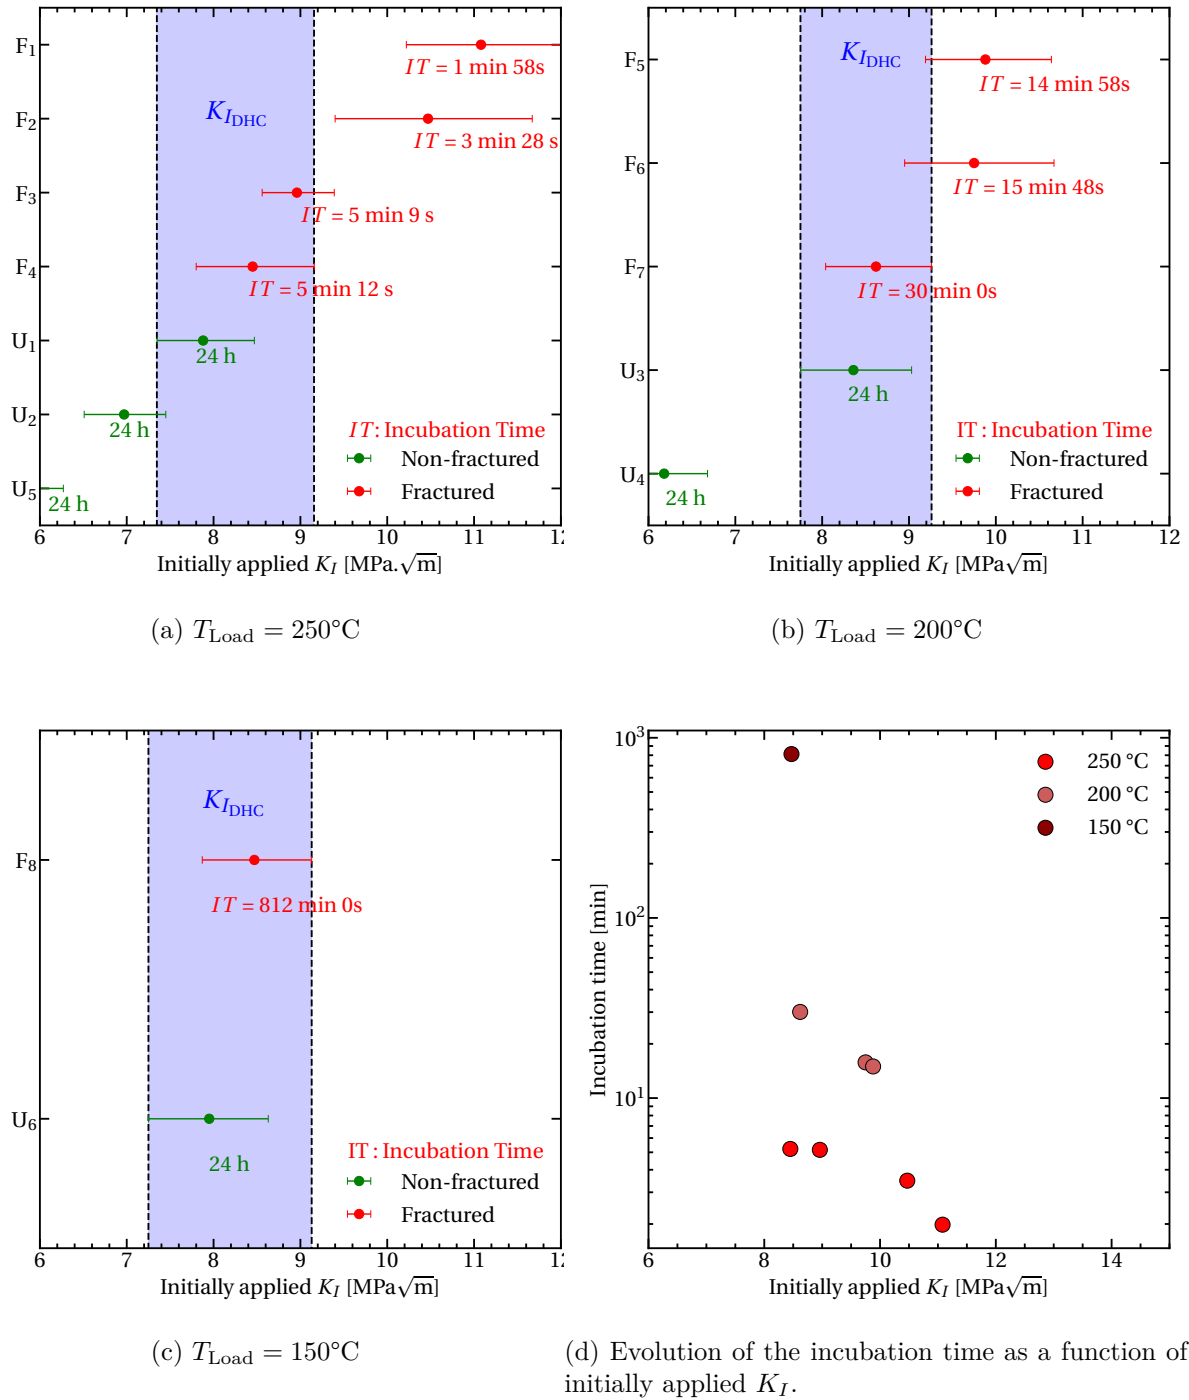 F1
IT = 1 min 58s
F2
KIDHC
IT = 3 min 28 s
F3
IT = 5 min 9 s
F4
IT = 5 min 12 s
U1
24 h
U2
24 h
IT : Incubation Time
Non-fractured
Fractured
U5
24 h
6 7 8 9 10 11 12
Initially applied KI [MPa.√m]
(a) TLoad = 250°C
KIDHC
F5
IT = 14 min 58s
F6
IT = 15 min 48s
F7
IT = 30 min 0s
U3
24 h
IT : Incubation Time
Non-fractured
Fractured
U4
24 h
6 7 8 9 10 11 12
Initially applied KI [MPa√m]
(b) TLoad = 200°C
KIDHC
F8
IT = 812 min 0s
U6
24 h
IT : Incubation Time
Non-fractured
Fractured
6 7 8 9 10 11 12
Initially applied KI [MPa√m]
(c) TLoad = 150°C
10³
250 °C
200 °C
150 °C
10²
Incubation time [min]
10¹
6 8 10 12 14
Initially applied KI [MPa√m]
(d) Evolution of the incubation time as a function of
initially applied KI.